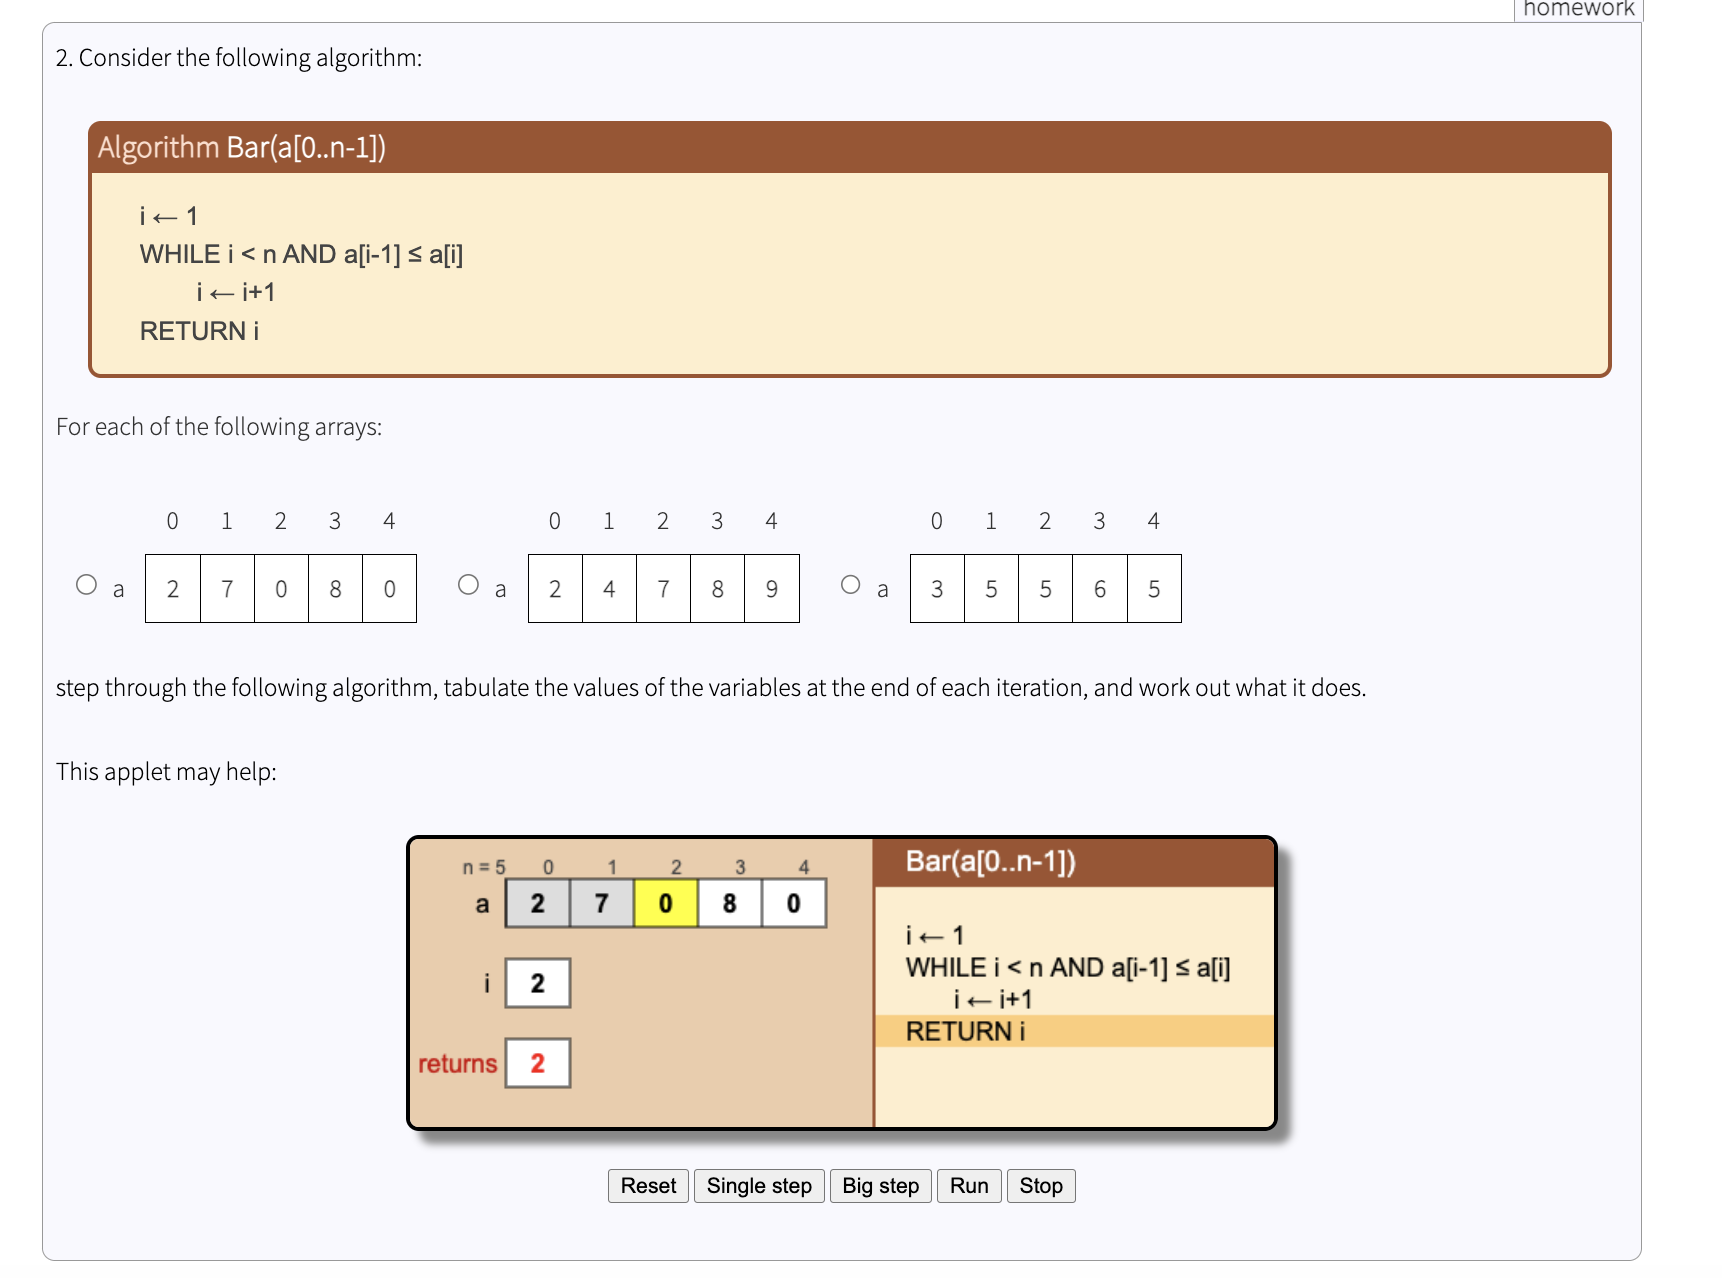 homework
2. Consider the following algorithm:
Algorithm Bar(a[0..n-1])
i ← 1
WHILE i < n AND a[i-1] ≤ a[i]
i ← i+1
RETURN i
For each of the following arrays:
0 1 2 3 4 0 1 2 3 4 0 1 2 3 4
a 2 7 0 8 0 a 2 4 7 8 9 a 3 5 5 6 5
step through the following algorithm, tabulate the values of the variables at the end of each iteration, and work out what it does.
This applet may help:
n = 5 0 1 2 3 4
a 2 7 0 8 0
i 2
returns 2
Bar(a[0..n-1])
i ← 1
WHILE i < n AND a[i-1] ≤ a[i]
i ← i+1
RETURN i
Reset Single step Big step Run Stop